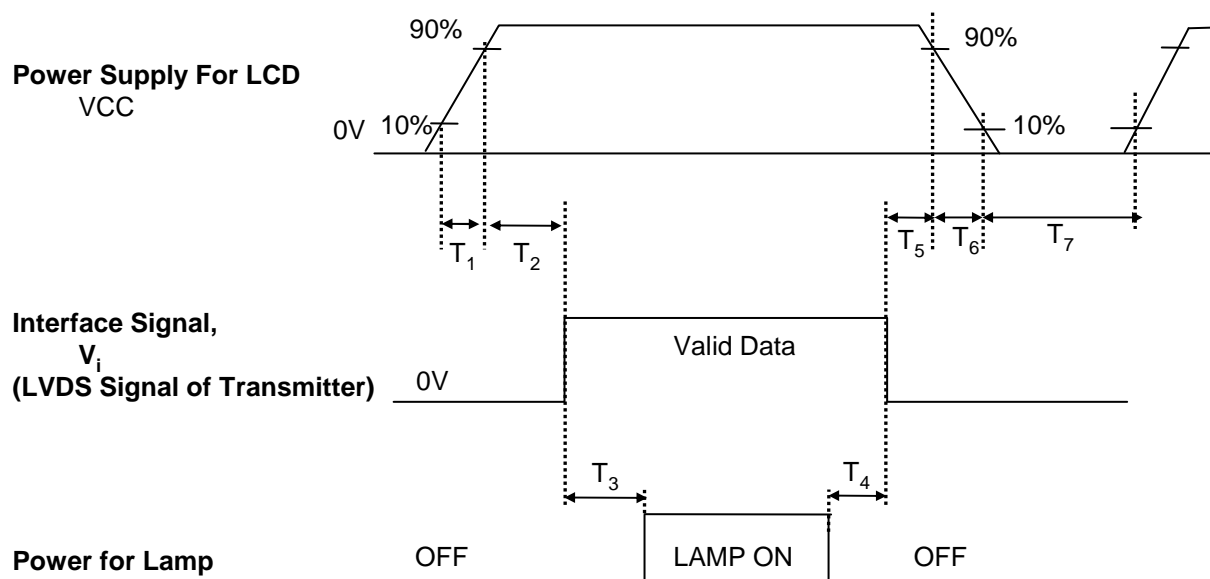 90%
90%
Power Supply For LCD
VCC
0V
10%
10%
T1
T2
T5
T6
T7
Interface Signal,
Vi
(LVDS Signal of Transmitter)
0V
Valid Data
T3
T4
Power for Lamp
OFF
LAMP ON
OFF